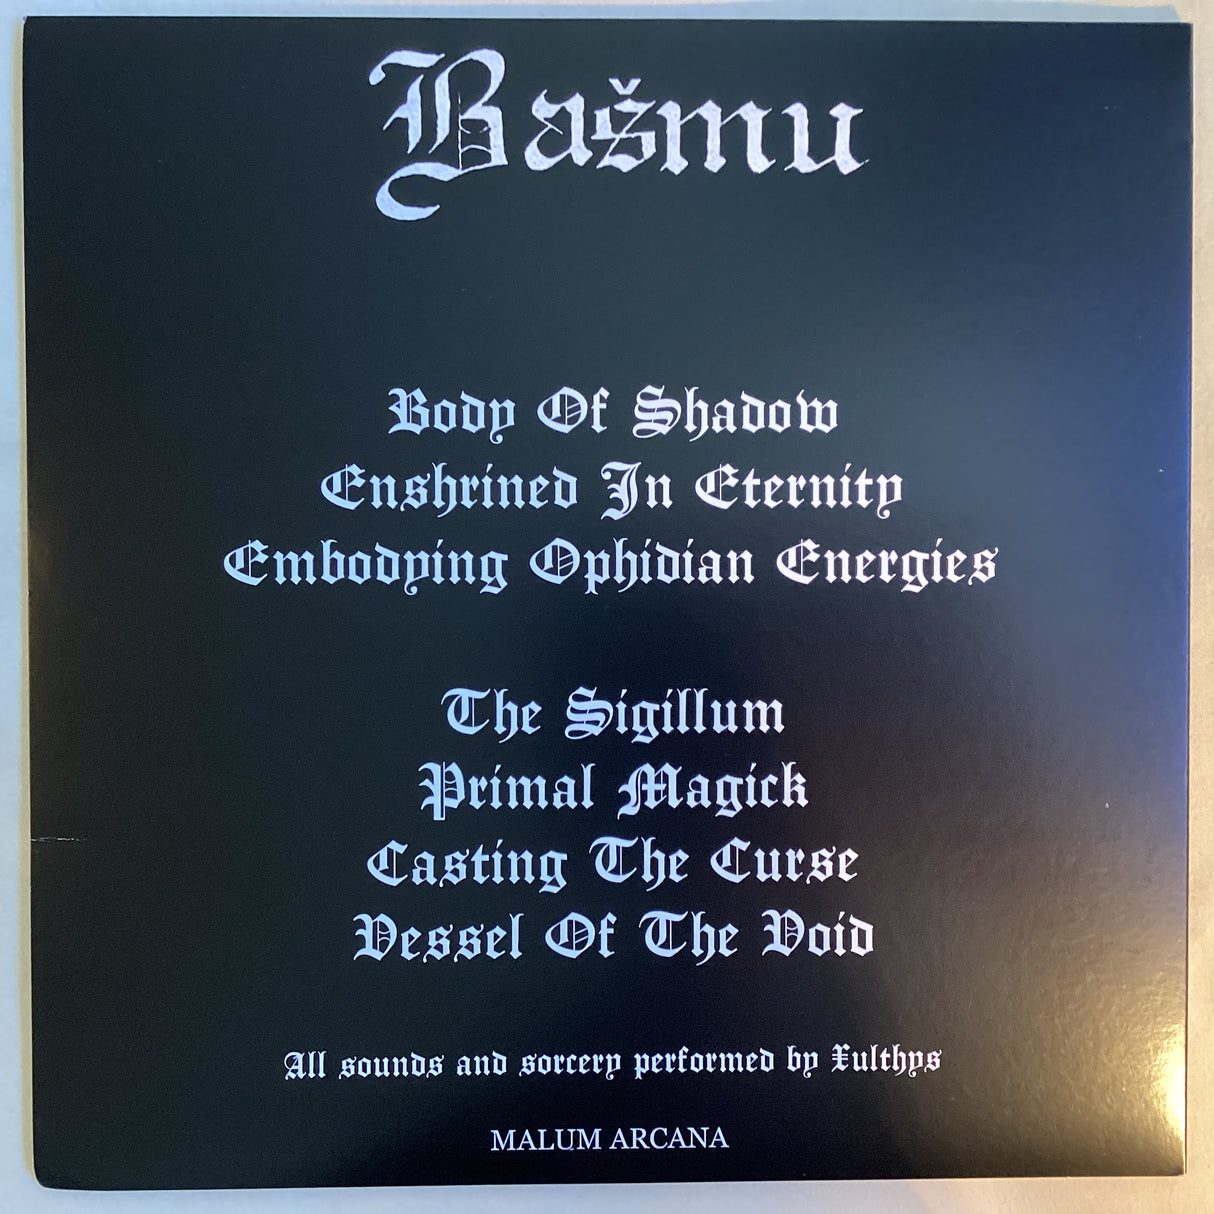 Bašmu
Body Of Shadow
Enshrined In Eternity
Embodying Ophidian Energies
The Sigillum
Primal Magick
Casting The Curse
Vessel Of The Void
All sounds and sorcery performed by Xulthys
MALUM ARCANA